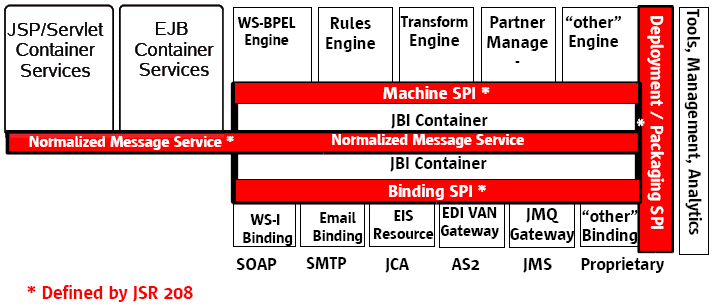 JSP/Servlet
Container
Services
EJB
Container
Services
WS-BPEL
Engine
Rules
Engine
Transform
Engine
Partner
Manage
-
“other”
Engine
Deployment / Packaging SPI
*
Tools, Management, Analytics
Machine SPI *
JBI Container
Normalized Message Service *
Normalized Message Service
JBI Container
Binding SPI *
WS-I
Binding
Email
Binding
EIS
Resource
EDI VAN
Gateway
JMQ
Gateway
“other”
Binding
SOAP
SMTP
JCA
AS2
JMS
Proprietary
* Defined by JSR 208